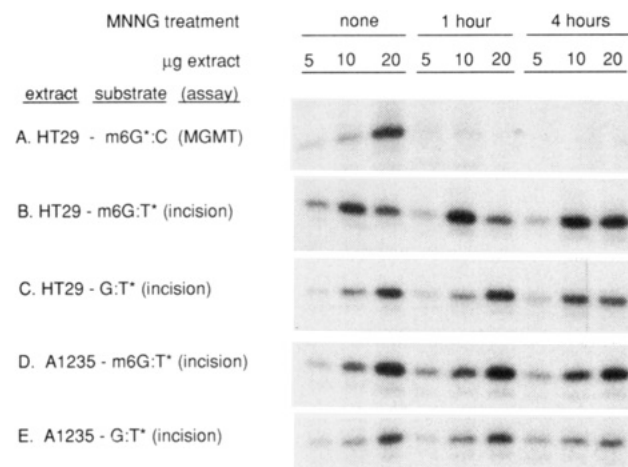 MNNG treatment none 1 hour 4 hours
µg extract 5 10 20 5 10 20 5 10 20
extract substrate (assay)
A. HT29 - m6G*:C (MGMT)
B. HT29 - m6G:T* (incision)
C. HT29 - G:T* (incision)
D. A1235 - m6G:T* (incision)
E. A1235 - G:T* (incision)